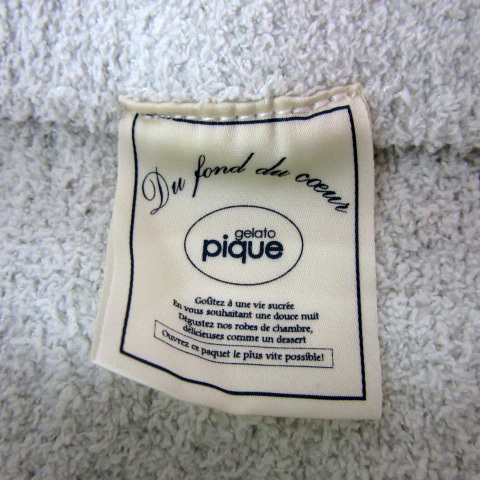 Du fond du cœur
gelato
pique
Goûtez à une vie sucrée
En vous souhaitant une douce nuit
Dégustez nos robes de chambre,
délicieuses comme un dessert
Ouvrez ce paquet le plus vite possible!